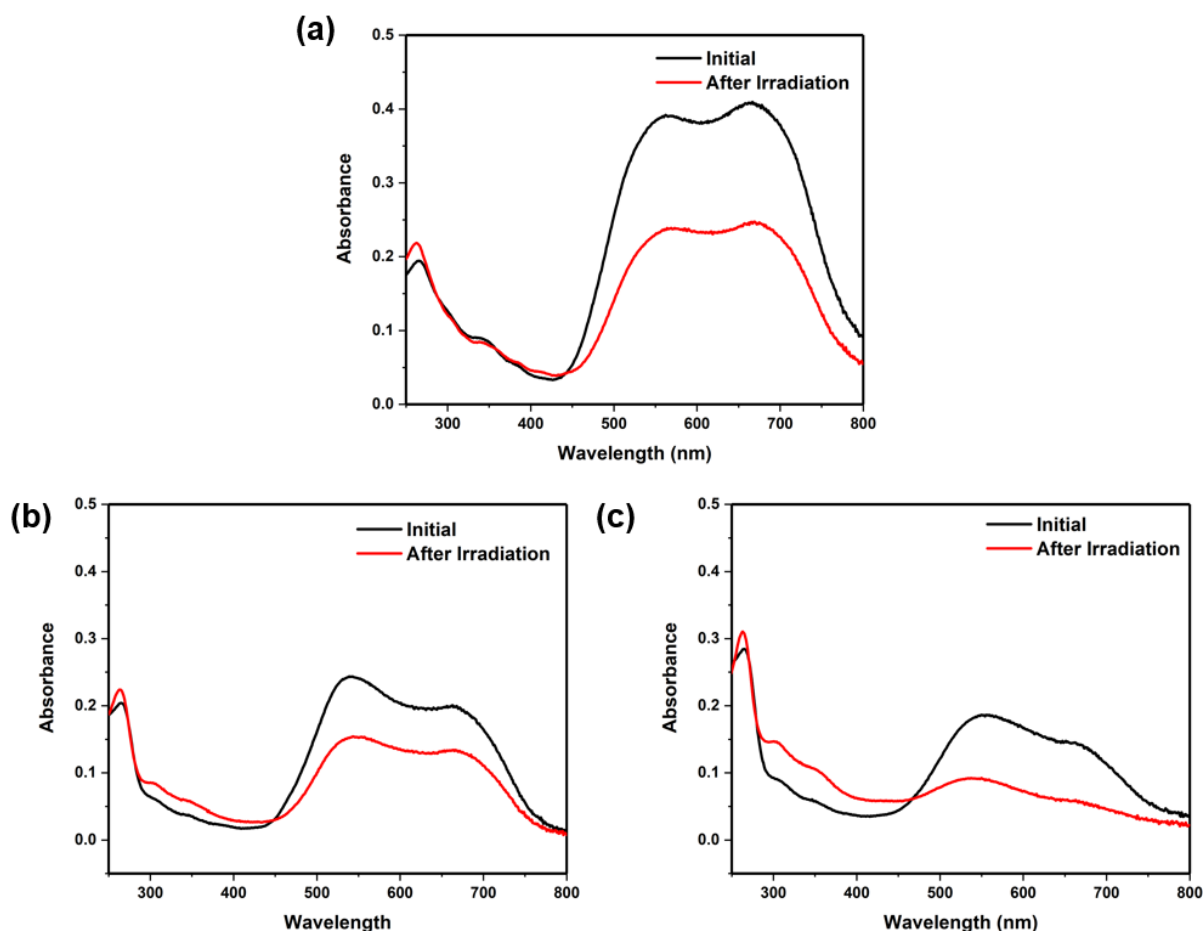 (a)
0.5
0.4
0.3
0.2
0.1
0.0
Absorbance
Initial
After Irradiation
300 400 500 600 700 800
Wavelength (nm)
(b)
0.5
0.4
0.3
0.2
0.1
0.0
Absorbance
Initial
After Irradiation
300 400 500 600 700 800
Wavelength
(c)
0.5
0.4
0.3
0.2
0.1
0.0
Absorbance
Initial
After Irradiation
300 400 500 600 700 800
Wavelength (nm)